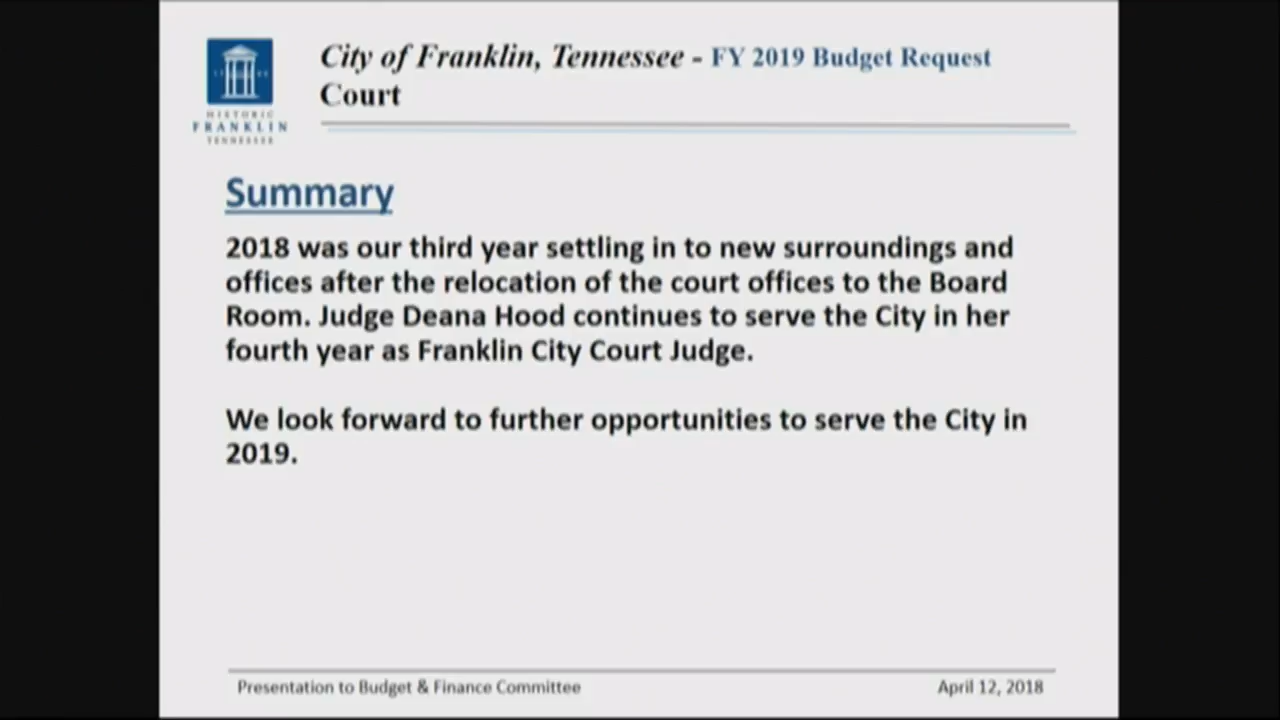 City of Franklin, Tennessee - FY 2019 Budget Request
Court
HISTORIC
FRANKLIN
TENNESSEE
Summary
2018 was our third year settling in to new surroundings and
offices after the relocation of the court offices to the Board
Room. Judge Deana Hood continues to serve the City in her
fourth year as Franklin City Court Judge.
We look forward to further opportunities to serve the City in
2019.
Presentation to Budget & Finance Committee
April 12, 2018